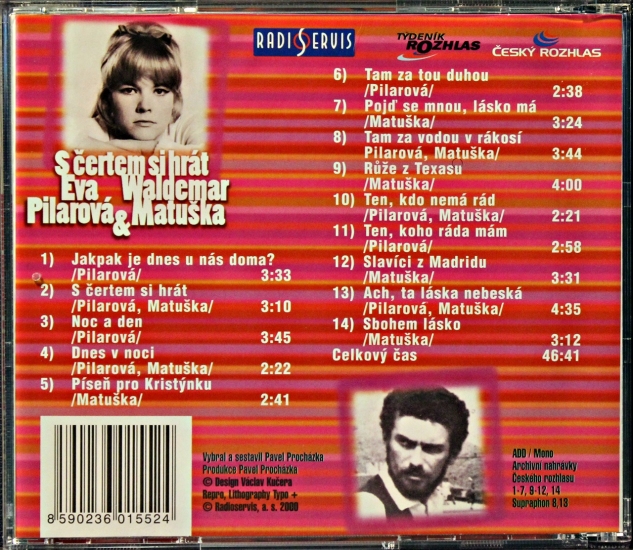 RADIOSERVIS
TÝDENÍK
ROZHLAS
ČESKÝ ROZHLAS
S čertem si hrát
Eva Waldemar
Pilarová & Matuška
1) Jakpak je dnes u nás doma?
/Pilarová/ 3:33
2) S čertem si hrát
/Pilarová, Matuška/ 3:10
3) Noc a den
/Pilarová/ 3:45
4) Dnes v noci
/Pilarová, Matuška/ 2:22
5) Píseň pro Kristýnku
/Matuška/ 2:41
6) Tam za tou duhou
/Pilarová/ 2:38
7) Pojď se mnou, lásko má
/Matuška/ 3:24
8) Tam za vodou v rákosí
Pilarová, Matuška/ 3:44
9) Růže z Texasu
/Matuška/ 4:00
10) Ten, kdo nemá rád
/Pilarová, Matuška/ 2:21
11) Ten, koho ráda mám
/Pilarová/ 2:58
12) Slavíci z Madridu
/Matuška/ 3:31
13) Ach, ta láska nebeská
/Pilarová, Matuška/ 4:35
14) Sbohem lásko
/Matuška/ 3:12
Celkový čas 46:41
8 590236 015524
Vybral a sestavil Pavel Procházka
Produkce Pavel Procházka
© Design Václav Kučera
Repro, Lithography Typo +
© Radioservis, a. s. 2000
ADD / Mono
Archivní nahrávky
Českého rozhlasu
1-7, 9-12, 14
Supraphon 8,13